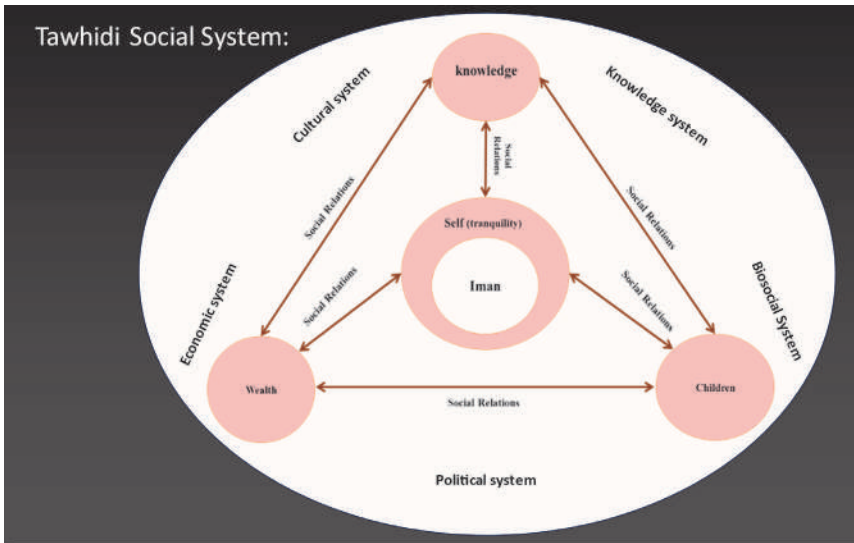 Tawhidi Social System:
knowledge
Cultural system
Knowledge system
Social
Relations
Social Relations
Social Relations
Self (tranquility)
Iman
Social Relations
Social Relations
Economic system
Biosocial System
Wealth
Children
Social Relations
Political system